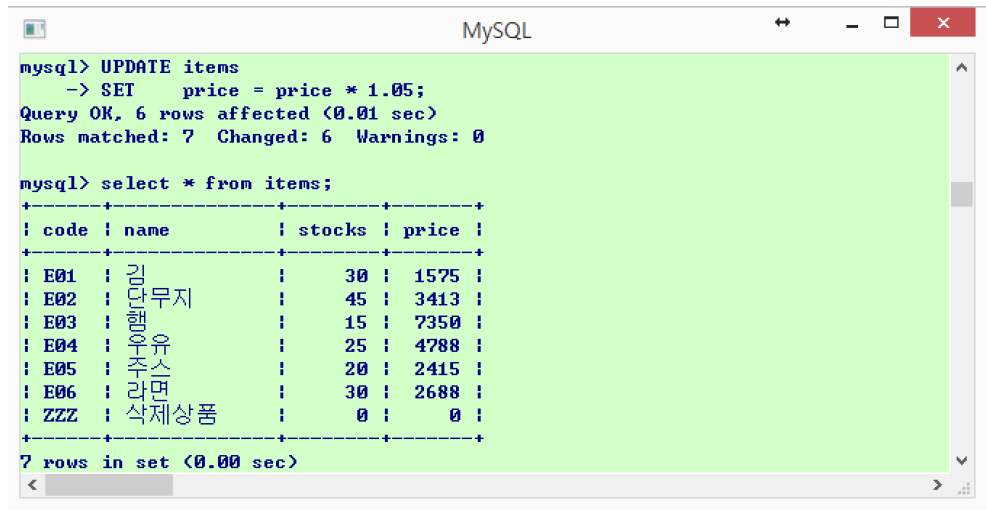 MySQL
mysql> UPDATE items
    -> SET    price = price * 1.05;
Query OK, 6 rows affected (0.01 sec)
Rows matched: 7  Changed: 6  Warnings: 0
mysql> select * from items;
+------+--------------+--------+-------+
| code | name         | stocks | price |
+------+--------------+--------+-------+
| E01  | 김           |     30 |  1575 |
| E02  | 단무지       |     45 |  3413 |
| E03  | 햄           |     15 |  7350 |
| E04  | 우유         |     25 |  4788 |
| E05  | 주스         |     20 |  2415 |
| E06  | 라면         |     30 |  2688 |
| ZZZ  | 삭제상품     |      0 |     0 |
+------+--------------+--------+-------+
7 rows in set (0.00 sec)